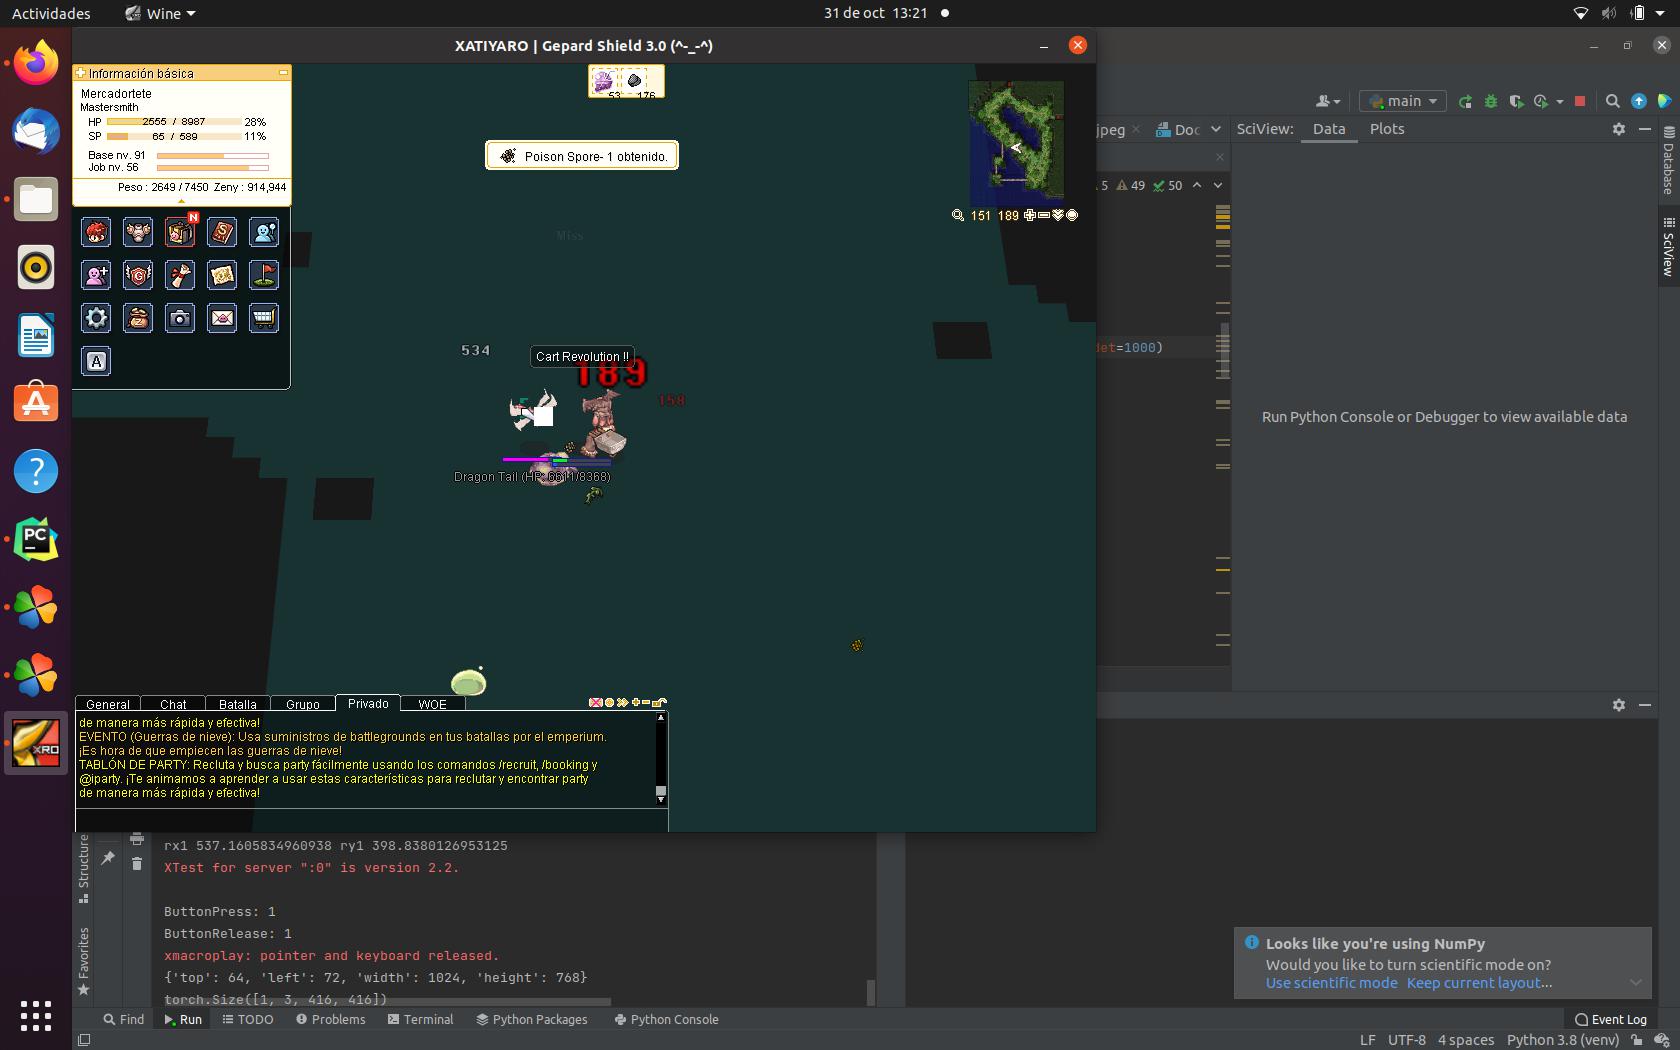 Actividades
Wine
31 de oct 13:21
XATIYARO | Gepard Shield 3.0 (^-_-^)
Información básica
Mercadortete
Mastersmith
HP 2555 / 8987 28%
SP 65 / 589 11%
Base nv. 91
Job nv. 56
Peso : 2649 / 7450 Zeny : 914,944
N
A
53 176
Poison Spore- 1 obtenido.
151 189
Miss
534
Cart Revolution !!
189
158
Dragon Tail (HP: 6611/8368)
General Chat Batalla Grupo Privado WOE
de manera más rápida y efectiva!
EVENTO (Guerras de nieve): Usa suministros de battlegrounds en tus batallas por el emperium.
¡Es hora de que empiecen las guerras de nieve!
TABLÓN DE PARTY: Recluta y busca party fácilmente usando los comandos /recruit, /booking y
@iparty. ¡Te animamos a aprender a usar estas características para reclutar y encontrar party
de manera más rápida y efectiva!
main
jpeg
Doc
SciView: Data Plots
5 49 50
det=1000)
Run Python Console or Debugger to view available data
Database
SciView
PC
XRO
Structure
Favorites
rx1 537.1605834960938 ry1 398.8380126953125
XTest for server ":0" is version 2.2.
ButtonPress: 1
ButtonRelease: 1
xmacroplay: pointer and keyboard released.
{'top': 64, 'left': 72, 'width': 1024, 'height': 768}
torch.Size([1, 3, 416, 416])
Looks like you're using NumPy
Would you like to turn scientific mode on?
Use scientific mode Keep current layout...
Find Run TODO Problems Terminal Python Packages Python Console
Event Log
LF UTF-8 4 spaces Python 3.8 (venv)